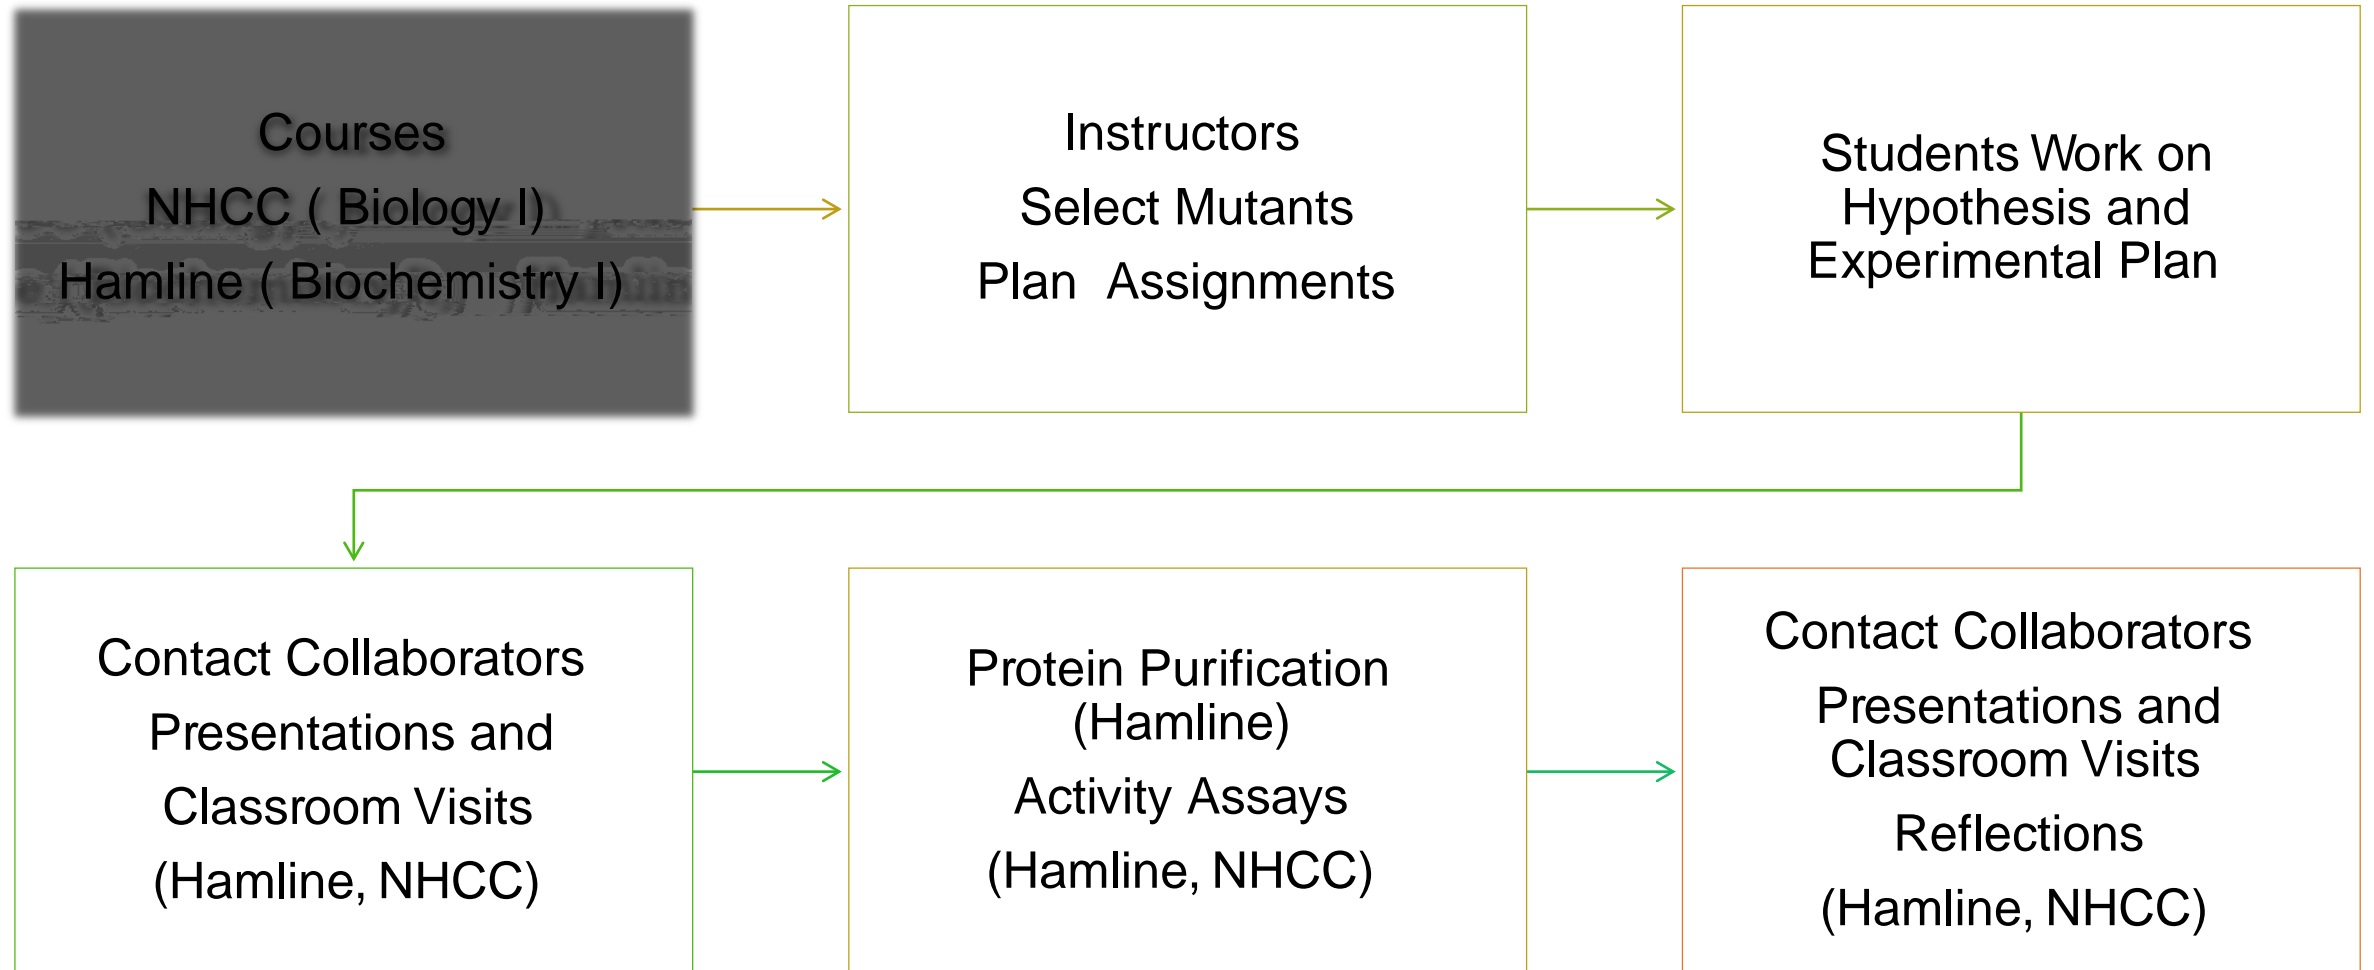 Courses
NHCC ( Biology I)
Hamline ( Biochemistry I)
Instructors
Select Mutants
Plan  Assignments
Students Work on
Hypothesis and
Experimental Plan
Contact Collaborators
Presentations and
Classroom Visits
(Hamline, NHCC)
Protein Purification
(Hamline)
Activity Assays
(Hamline, NHCC)
Contact Collaborators
Presentations and
Classroom Visits
Reflections
(Hamline, NHCC)